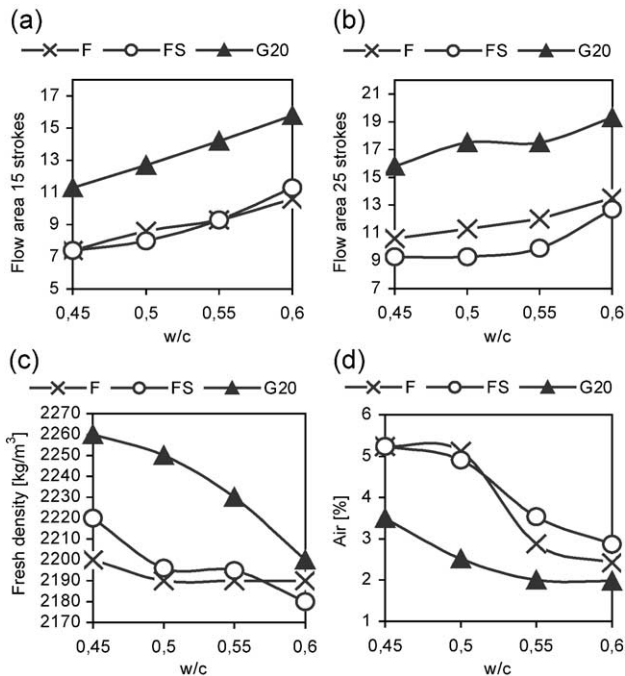 (a)
F FS G20
Flow area 15 strokes
17
15
13
11
9
7
5
0,45 0,5 0,55 0,6
w/c
(b)
F FS G20
Flow area 25 strokes
21
19
17
15
13
11
9
7
0,45 0,5 0,55 0,6
w/c
(c)
F FS G20
Fresh density [kg/m³]
2270
2260
2250
2240
2230
2220
2210
2200
2190
2180
2170
0,45 0,5 0,55 0,6
w/c
(d)
F FS G20
Air [%]
6
5
4
3
2
1
0,45 0,5 0,55 0,6
w/c